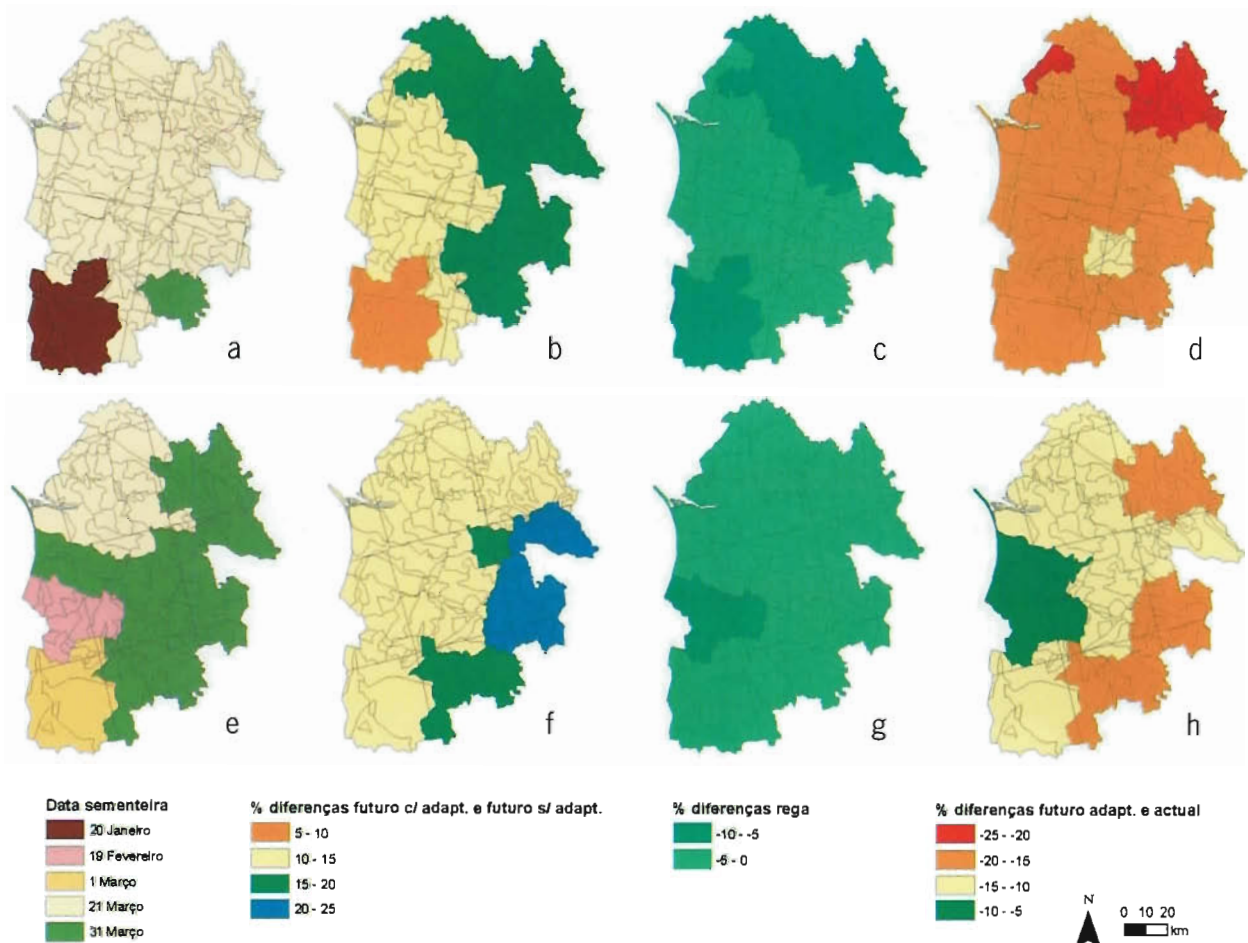 a
b
c
d
e
f
g
h
Data sementeira
20 Janeiro
19 Fevereiro
1 Março
21 Março
31 Março
% diferenças futuro c/ adapt. e futuro s/ adapt.
5 - 10
10 - 15
15 - 20
20 - 25
% diferenças rega
-10 - -5
-5 - 0
% diferenças futuro adapt. e actual
-25 - -20
-20 - -15
-15 - -10
-10 - -5
N
0 10 20
km